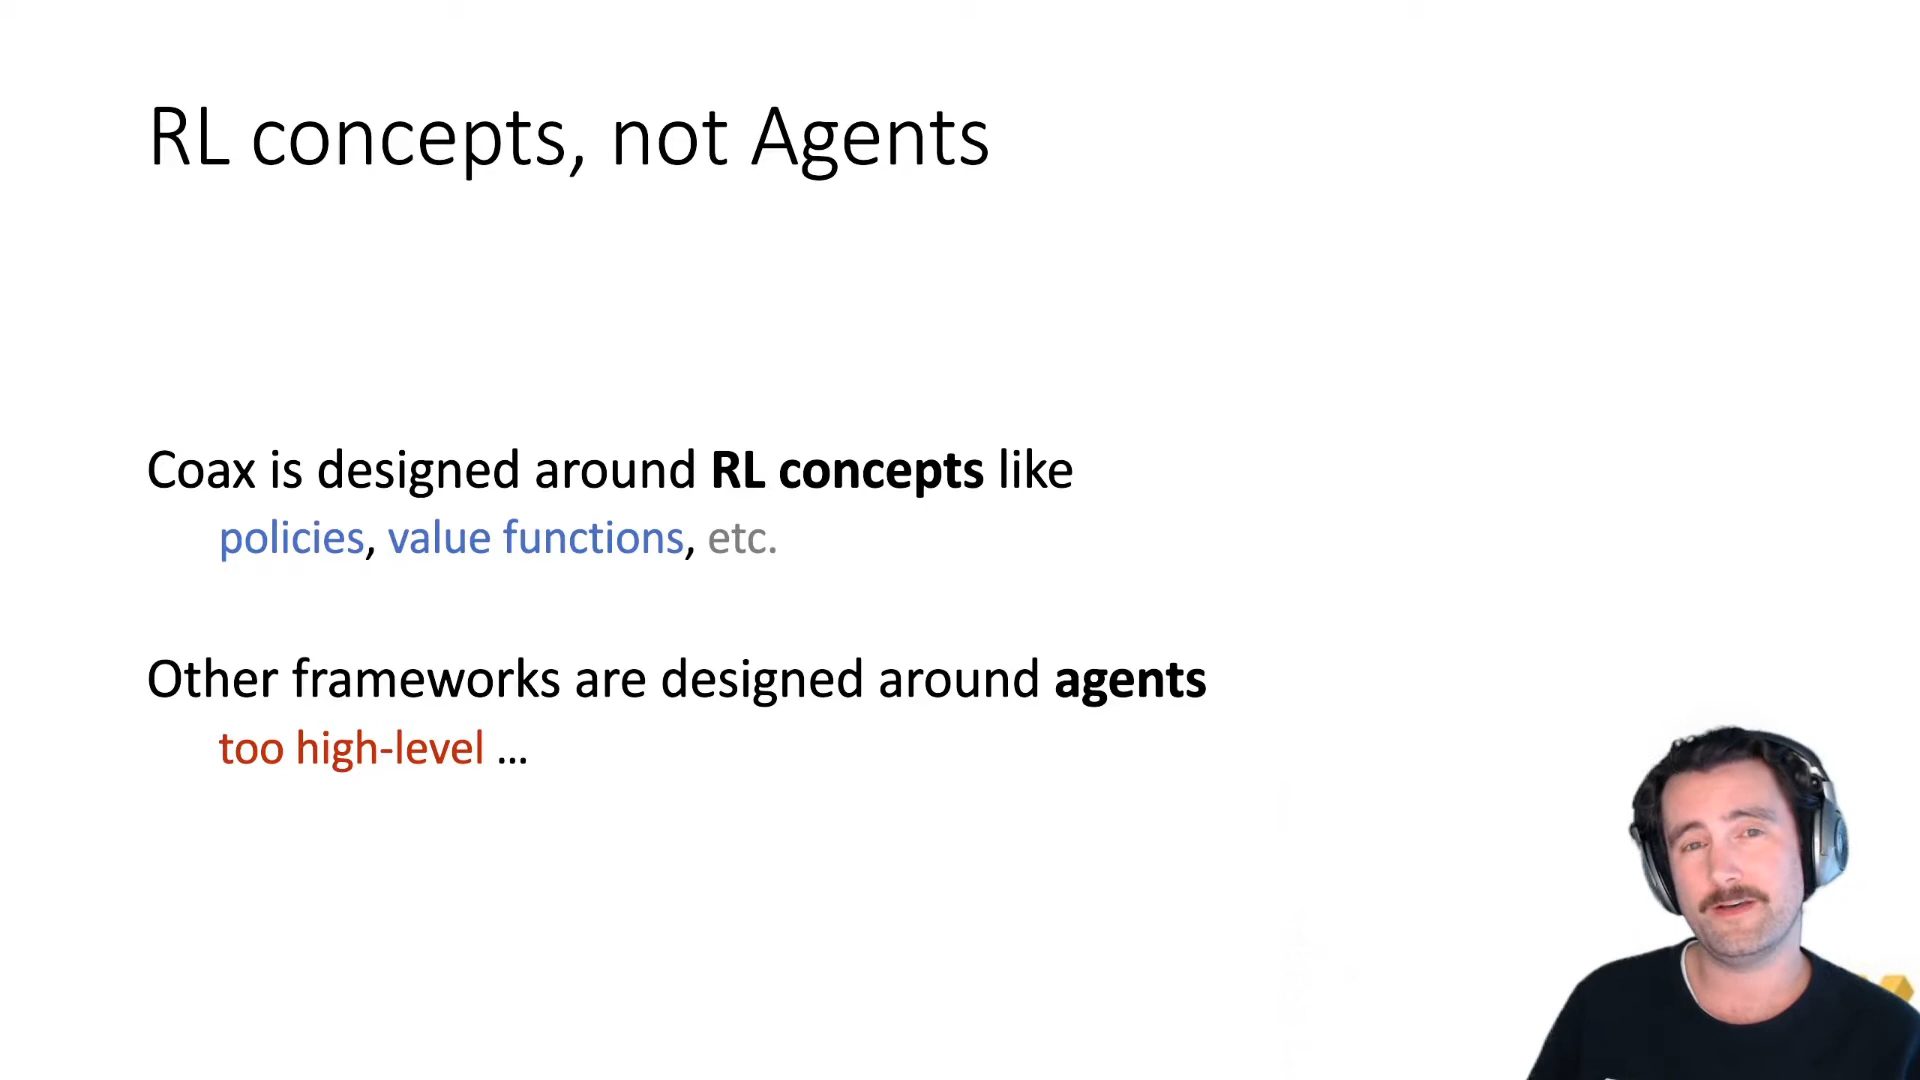 RL concepts, not Agents
Coax is designed around RL concepts like
policies, value functions, etc.
Other frameworks are designed around agents
too high-level ...